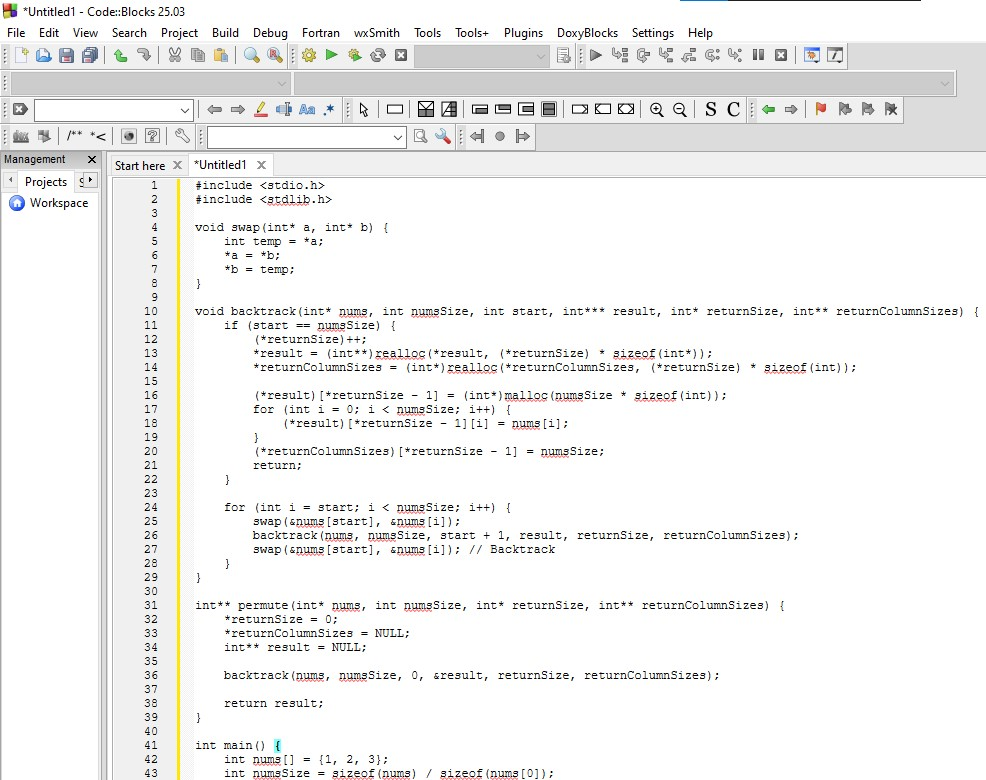 *Untitled1 - Code::Blocks 25.03
File Edit View Search Project Build Debug Fortran wxSmith Tools Tools+ Plugins DoxyBlocks Settings Help
Aa .*
S C
/** *<
Management
Start here *Untitled1
Projects
Workspace
1 #include <stdio.h>
2 #include <stdlib.h>
3
4 void swap(int* a, int* b) {
5     int temp = *a;
6     *a = *b;
7     *b = temp;
8 }
9
10 void backtrack(int* nums, int numsSize, int start, int*** result, int* returnSize, int** returnColumnSizes) {
11     if (start == numsSize) {
12         (*returnSize)++;
13         *result = (int**)realloc(*result, (*returnSize) * sizeof(int*));
14         *returnColumnSizes = (int*)realloc(*returnColumnSizes, (*returnSize) * sizeof(int));
15
16         (*result)[*returnSize - 1] = (int*)malloc(numsSize * sizeof(int));
17         for (int i = 0; i < numsSize; i++) {
18             (*result)[*returnSize - 1][i] = nums[i];
19         }
20         (*returnColumnSizes)[*returnSize - 1] = numsSize;
21         return;
22     }
23
24     for (int i = start; i < numsSize; i++) {
25         swap(&nums[start], &nums[i]);
26         backtrack(nums, numsSize, start + 1, result, returnSize, returnColumnSizes);
27         swap(&nums[start], &nums[i]); // Backtrack
28     }
29 }
30
31 int** permute(int* nums, int numsSize, int* returnSize, int** returnColumnSizes) {
32     *returnSize = 0;
33     *returnColumnSizes = NULL;
34     int** result = NULL;
35
36     backtrack(nums, numsSize, 0, &result, returnSize, returnColumnSizes);
37
38     return result;
39 }
40
41 int main() {
42     int nums[] = {1, 2, 3};
43     int numsSize = sizeof(nums) / sizeof(nums[0]);